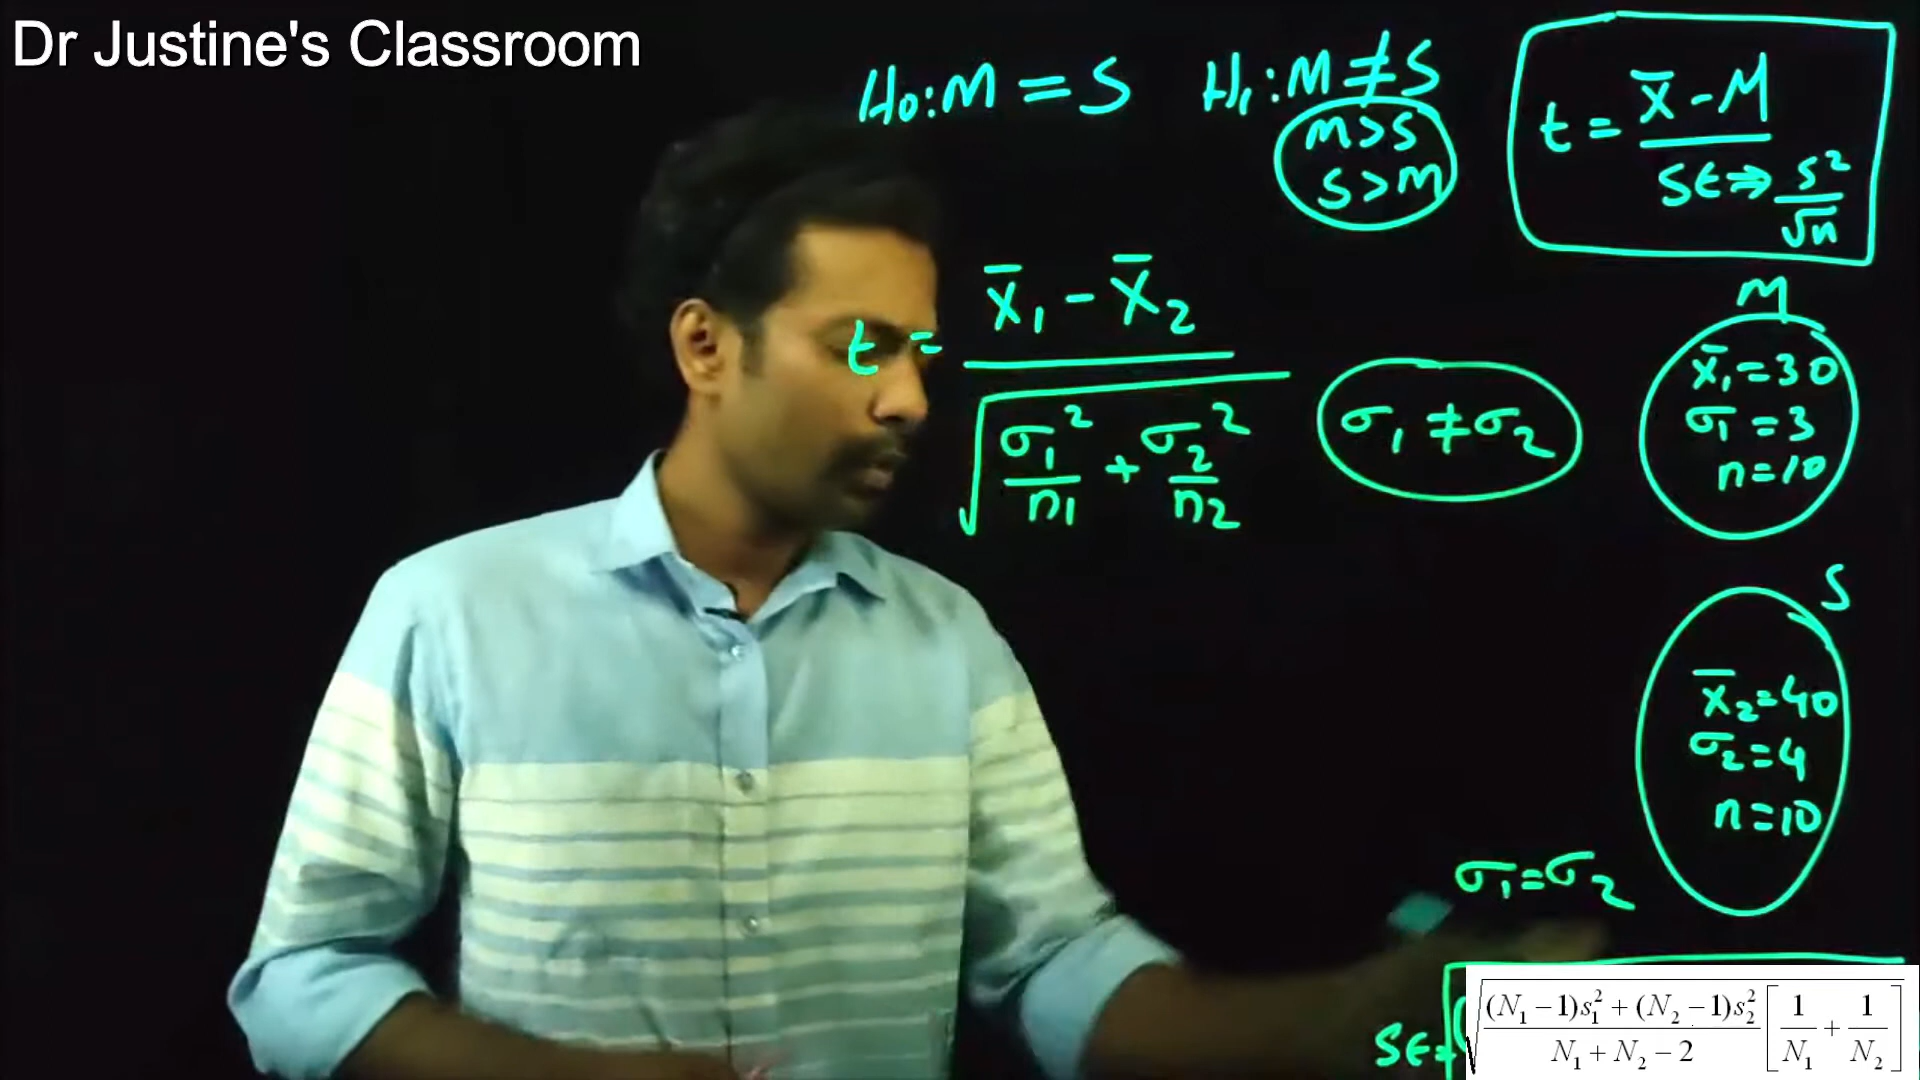 Dr Justine's Classroom
H₀:M = S   H₁:M ≠ S
m>s
s>m
t = x̄ - M / SE ⇒ s²/√n
t = x̄₁ - x̄₂ / √(σ₁²/n₁ + σ₂²/n₂)
σ₁ ≠ σ₂
M
x̄₁=30
σ₁=3
n=10
S
x̄₂=40
σ₂=4
n=10
σ₁=σ₂
SE= √((N₁−1)s₁² + (N₂−1)s₂² / N₁ + N₂ − 2 [1/N₁ + 1/N₂])